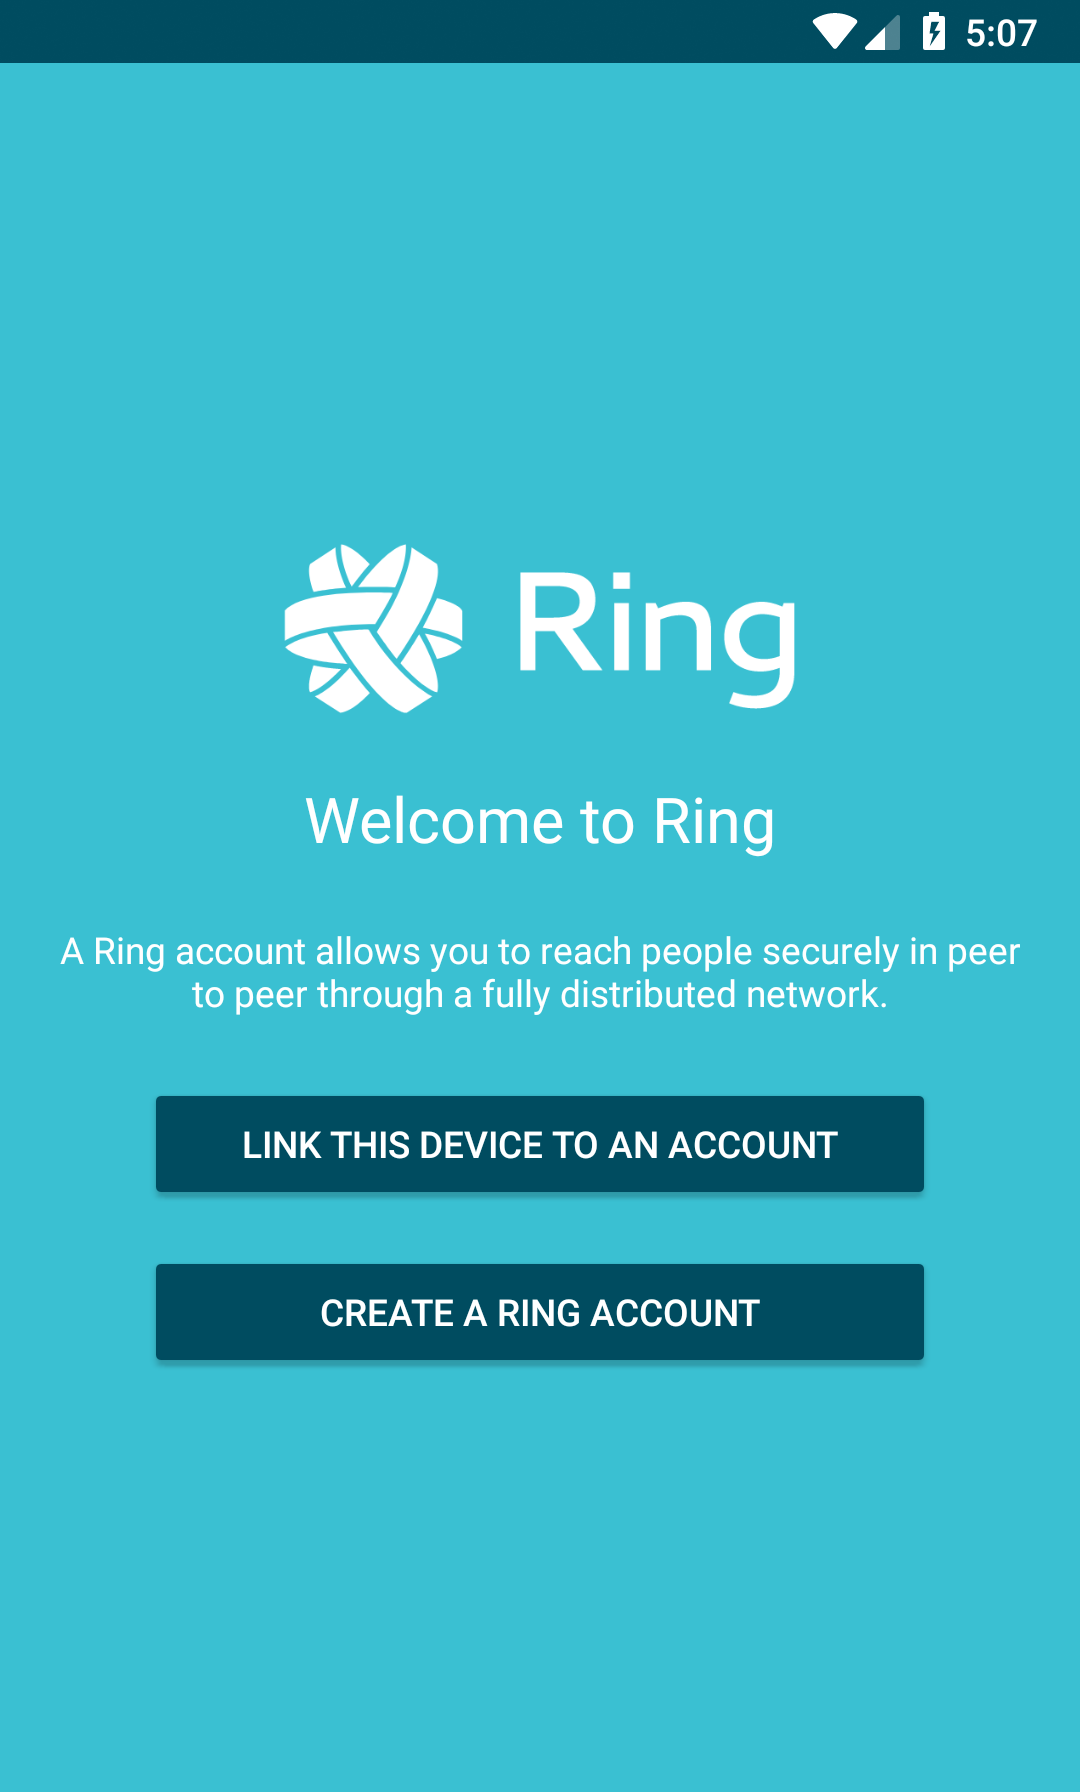 5:07
Ring
Welcome to Ring
A Ring account allows you to reach people securely in peer
to peer through a fully distributed network.
LINK THIS DEVICE TO AN ACCOUNT
CREATE A RING ACCOUNT